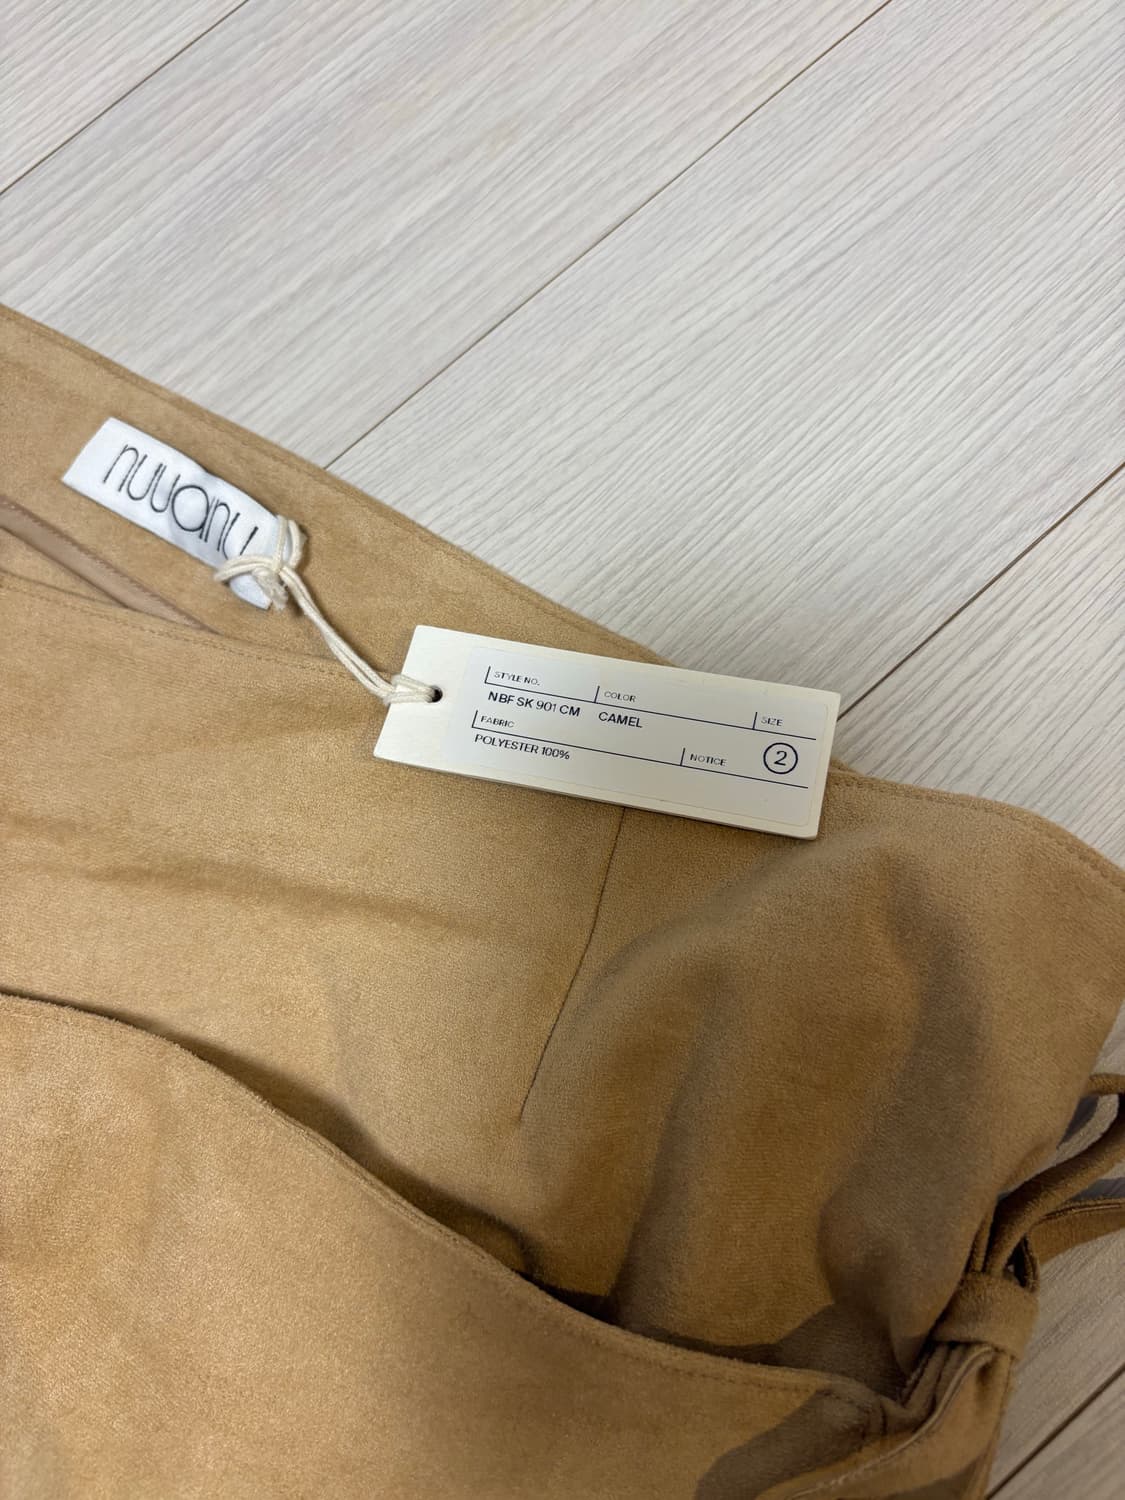 nuuanu
STYLE NO.
COLOR
SIZE
NBF SK 901 CM
CAMEL
2
FABRIC
POLYESTER 100%
NOTICE